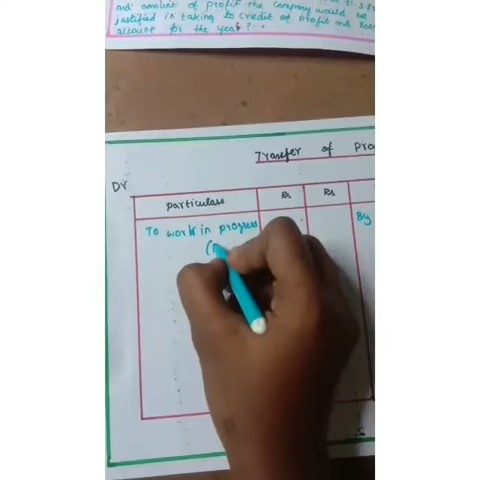 and amount of profit the company would be
justified in taking to credit of profit and loss
account for the year?
Transfer of
Dr
particulars Rs Rs
To work in progress By
(